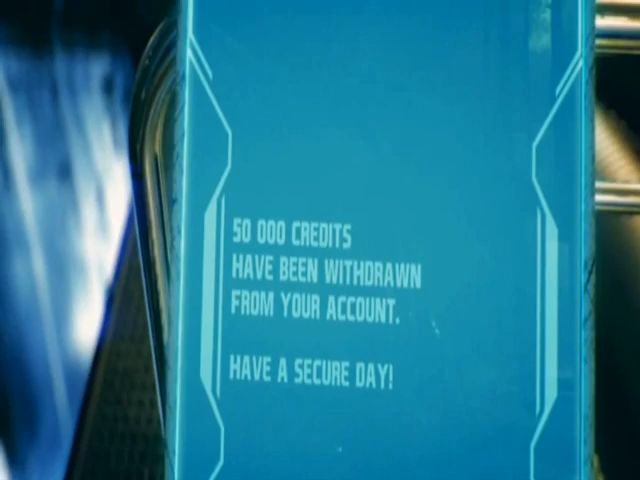 50 000 CREDITS
HAVE BEEN WITHDRAWN
FROM YOUR ACCOUNT.
HAVE A SECURE DAY!